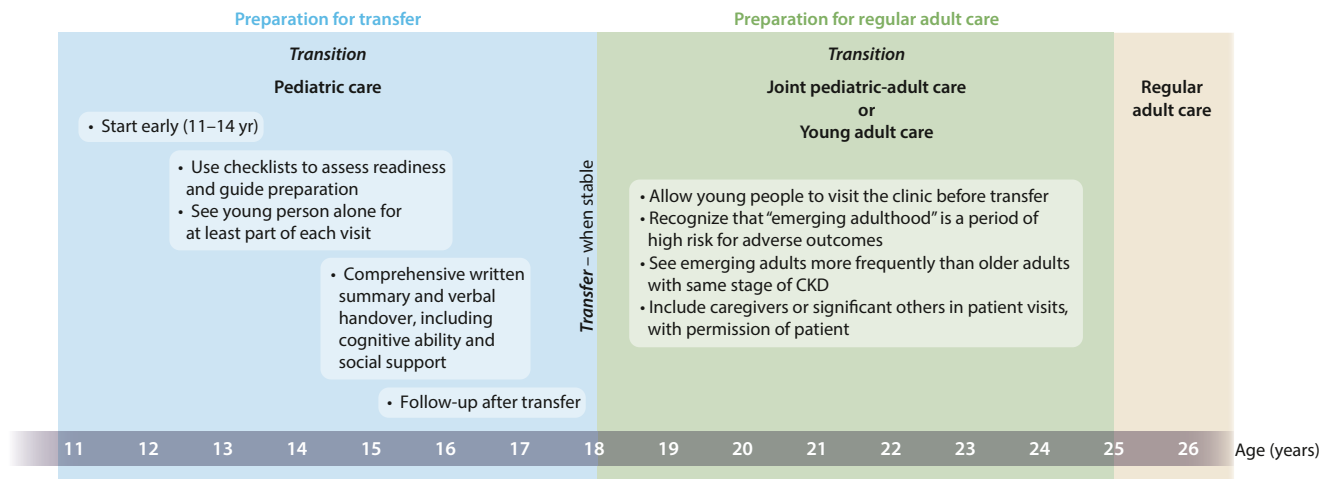 Preparation for transfer
Preparation for regular adult care
Transition
Pediatric care
• Start early (11–14 yr)
• Use checklists to assess readiness
and guide preparation
• See young person alone for
at least part of each visit
• Comprehensive written
summary and verbal
handover, including
cognitive ability and
social support
• Follow-up after transfer
Transfer – when stable
Transition
Joint pediatric-adult care
or
Young adult care
• Allow young people to visit the clinic before transfer
• Recognize that “emerging adulthood” is a period of
high risk for adverse outcomes
• See emerging adults more frequently than older adults
with same stage of CKD
• Include caregivers or significant others in patient visits,
with permission of patient
Regular
adult care
11 12 13 14 15 16 17 18 19 20 21 22 23 24 25 26 Age (years)